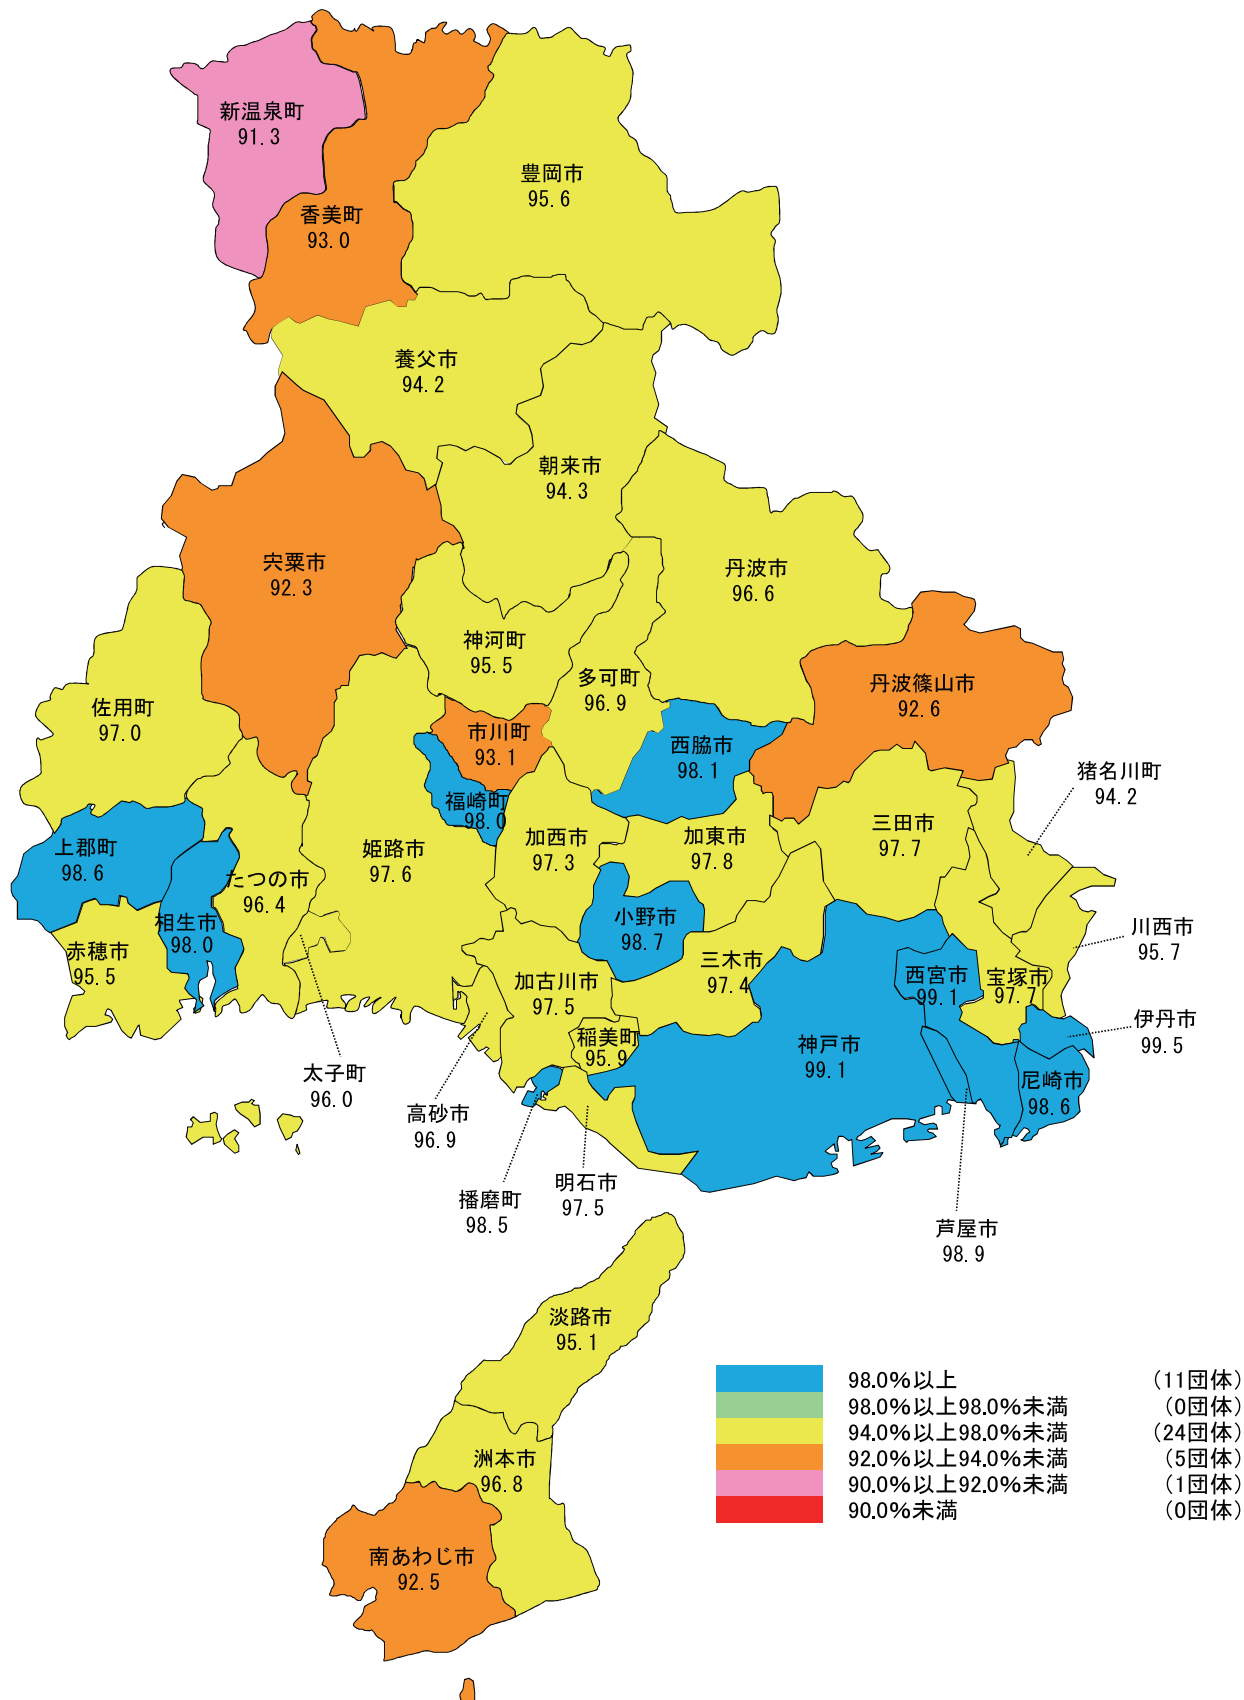 新温泉町
91.3
香美町
93.0
豊岡市
95.6
養父市
94.2
朝来市
94.3
宍粟市
92.3
丹波市
96.6
神河町
95.5
多可町
96.9
丹波篠山市
92.6
佐用町
97.0
市川町
93.1
西脇市
98.1
猪名川町
94.2
福崎町
98.0
上郡町
98.6
姫路市
97.6
加西市
97.3
加東市
97.8
三田市
97.7
たつの市
96.4
相生市
98.0
小野市
98.7
赤穂市
95.5
三木市
97.4
川西市
95.7
加古川市
97.5
西宮市
99.1
宝塚市
97.7
伊丹市
99.5
稲美町
95.9
神戸市
99.1
太子町
96.0
尼崎市
98.6
高砂市
96.9
明石市
97.5
播磨町
98.5
芦屋市
98.9
淡路市
95.1
洲本市
96.8
南あわじ市
92.5
98.0%以上 (11団体)
98.0%以上98.0%未満 (0団体)
94.0%以上98.0%未満 (24団体)
92.0%以上94.0%未満 (5団体)
90.0%以上92.0%未満 (1団体)
90.0%未満 (0団体)